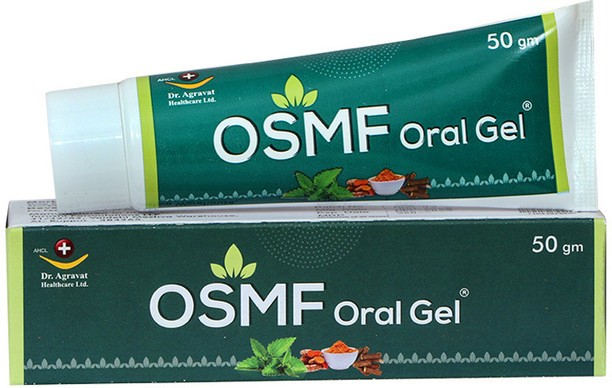 50 gm
AHCL
Dr. Agravat
Healthcare Ltd.
OSMF Oral Gel®
AHCL
Dr. Agravat
Healthcare Ltd.
50 gm
OSMF Oral Gel®